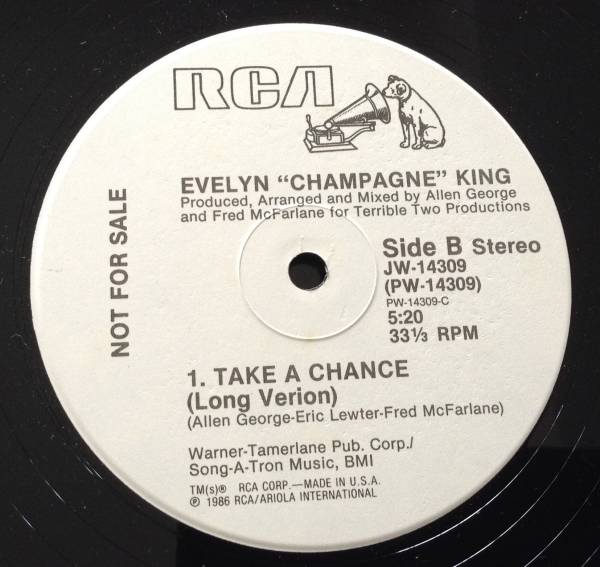 RCA
EVELYN “CHAMPAGNE” KING
Produced, Arranged and Mixed by Allen George
and Fred McFarlane for Terrible Two Productions
NOT FOR SALE
Side B Stereo
JW-14309
(PW-14309)
PW-14309-C
5:20
33⅓ RPM
1. TAKE A CHANCE
(Long Verion)
(Allen George-Eric Lewter-Fred McFarlane)
Warner-Tamerlane Pub. Corp./
Song-A-Tron Music, BMI
TM(s)® RCA CORP.—MADE IN U.S.A.
℗ 1986 RCA/ARIOLA INTERNATIONAL